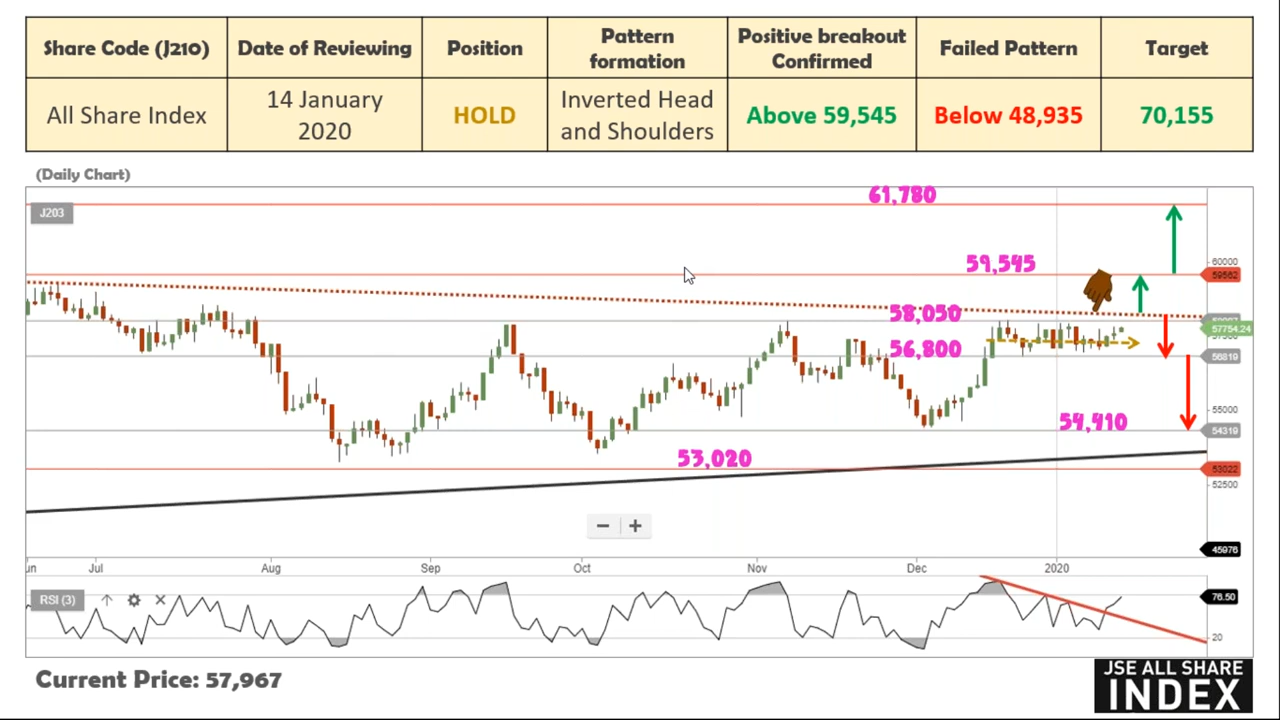 Share Code (J210)
Date of Reviewing
Position
Pattern
formation
Positive breakout
Confirmed
Failed Pattern
Target
All Share Index
14 January
2020
HOLD
Inverted Head
and Shoulders
Above 59,545
Below 48,935
70,155
(Daily Chart)
61,780
J203
59,545
60000
59562
58,050
57754.24
56,800
56819
55000
54,410
54319
53,020
53022
52500
45976
Jul
Aug
Sep
Oct
Nov
Dec
2020
RSI (3)
76.50
20
Current Price: 57,967
JSE ALL SHARE
INDEX